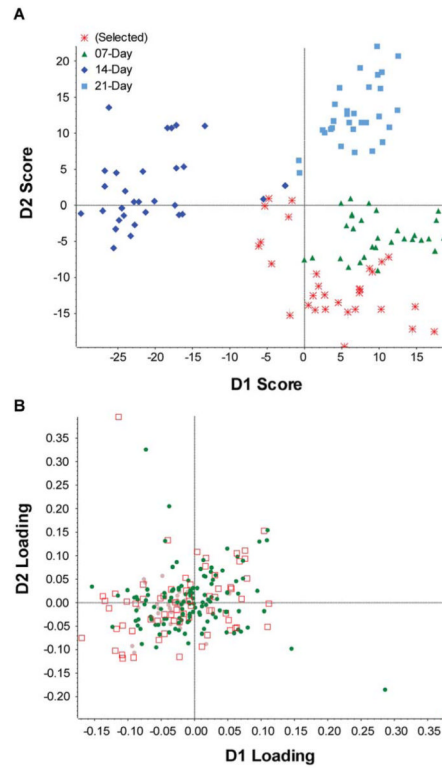 A
(Selected)
07-Day
14-Day
21-Day
20
15
10
5
0
-5
-10
-15
D2 Score
-25 -20 -15 -10 -5 0 5 10 15
D1 Score
B
0.35
0.30
0.25
0.20
0.15
0.10
0.05
0.00
-0.05
-0.10
-0.15
-0.20
D2 Loading
-0.15 -0.10 -0.05 0.00 0.05 0.10 0.15 0.20 0.25 0.30 0.35
D1 Loading